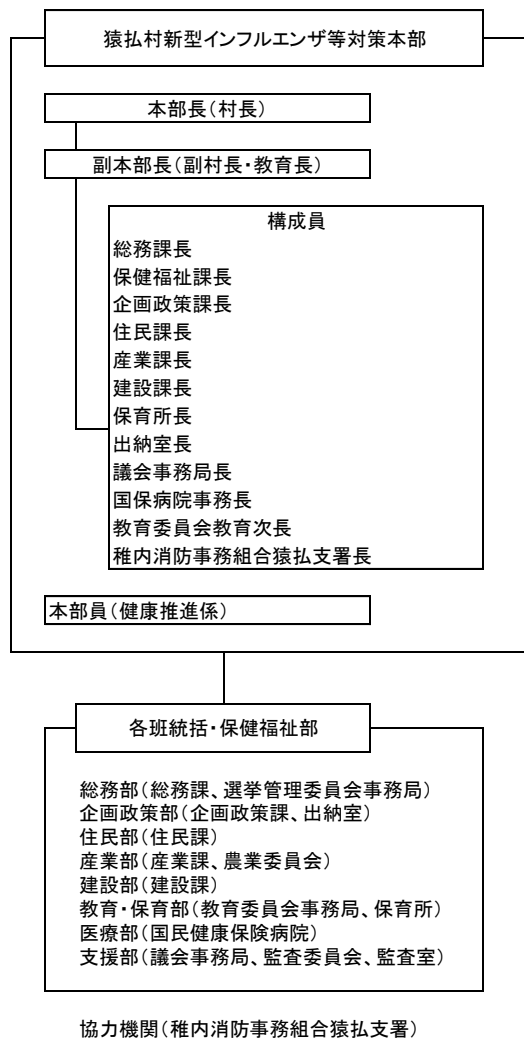 猿払村新型インフルエンザ等対策本部
本部長（村長）
副本部長（副村長・教育長）
構成員
総務課長
保健福祉課長
企画政策課長
住民課長
産業課長
建設課長
保育所長
出納室長
議会事務局長
国保病院事務長
教育委員会教育次長
稚内消防事務組合猿払支署長
本部員（健康推進係）
各班統括・保健福祉部
総務部（総務課、選挙管理委員会事務局）
企画政策部（企画政策課、出納室）
住民部（住民課）
産業部（産業課、農業委員会）
建設部（建設課）
教育・保育部（教育委員会事務局、保育所）
医療部（国民健康保険病院）
支援部（議会事務局、監査委員会、監査室）
協力機関（稚内消防事務組合猿払支署）